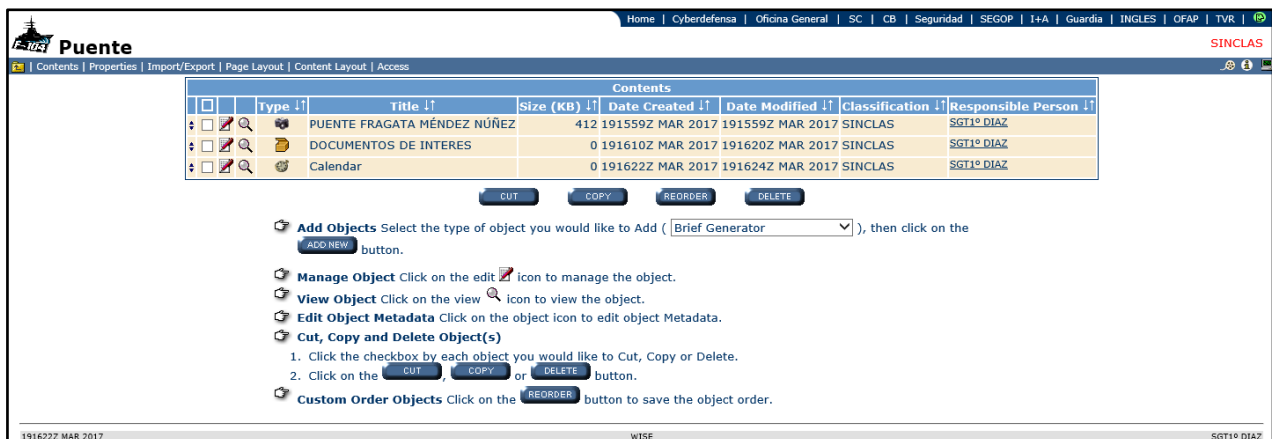 Home | Cyberdefensa | Oficina General | SC | CB | Seguridad | SEGOP | I+A | Guardia | INGLES | OFAP | TVR |
F-104 Puente
SINCLAS
| Contents | Properties | Import/Export | Page Layout | Content Layout | Access
Contents
Type ↓↑ Title ↓↑ Size (KB) ↓↑ Date Created ↓↑ Date Modified ↓↑ Classification ↓↑ Responsible Person ↓↑
PUENTE FRAGATA MÉNDEZ NÚÑEZ 412 191559Z MAR 2017 191559Z MAR 2017 SINCLAS SGT1º DIAZ
DOCUMENTOS DE INTERES 0 191610Z MAR 2017 191620Z MAR 2017 SINCLAS SGT1º DIAZ
Calendar 0 191622Z MAR 2017 191624Z MAR 2017 SINCLAS SGT1º DIAZ
CUT COPY REORDER DELETE
Add Objects Select the type of object you would like to Add ( Brief Generator ), then click on the
ADD NEW button.
Manage Object Click on the edit icon to manage the object.
View Object Click on the view icon to view the object.
Edit Object Metadata Click on the object icon to edit object Metadata.
Cut, Copy and Delete Object(s)
1. Click the checkbox by each object you would like to Cut, Copy or Delete.
2. Click on the CUT , COPY or DELETE button.
Custom Order Objects Click on the REORDER button to save the object order.
191622Z MAR 2017 WISE SGT1º DIAZ